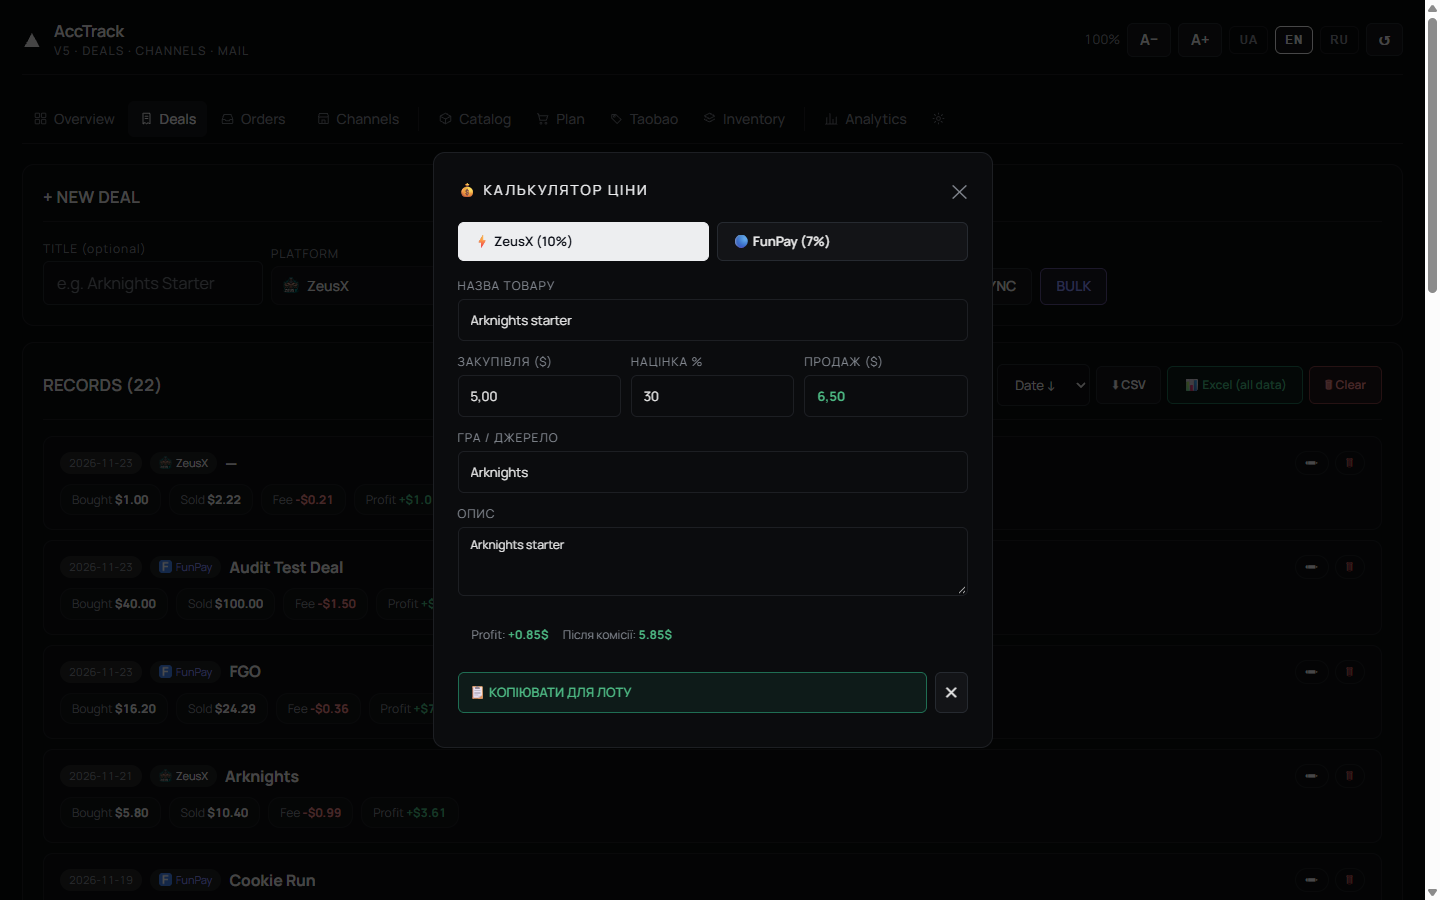 AccTrack
V5 · DEALS · CHANNELS · MAIL
100% A− A+ UA EN RU
Overview Deals Orders Channels Catalog Plan Taobao Inventory Analytics
+ NEW DEAL
TITLE (optional)
PLATFORM
e.g. Arknights Starter
ZeusX
BULK
RECORDS (22)
Date ↓
CSV
Excel (all data)
Clear
2026-11-23 ZeusX —
Bought $1.00 Sold $2.22 Fee -$0.21
2026-11-23 F FunPay Audit Test Deal
Bought $40.00 Sold $100.00 Fee -$1.50
2026-11-23 F FunPay FGO
Bought $16.20 Sold $24.29 Fee -$0.36
2026-11-21 ZeusX Arknights
Bought $5.80 Sold $10.40 Fee -$0.99 Profit +$3.61
2026-11-19 F FunPay Cookie Run
КАЛЬКУЛЯТОР ЦІНИ
ZeusX (10%)
FunPay (7%)
НАЗВА ТОВАРУ
Arknights starter
ЗАКУПІВЛЯ ($) НАЦІНКА % ПРОДАЖ ($)
5,00 30 6,50
ГРА / ДЖЕРЕЛО
Arknights
ОПИС
Arknights starter
Profit: +0.85$ Після комісії: 5.85$
КОПІЮВАТИ ДЛЯ ЛОТУ